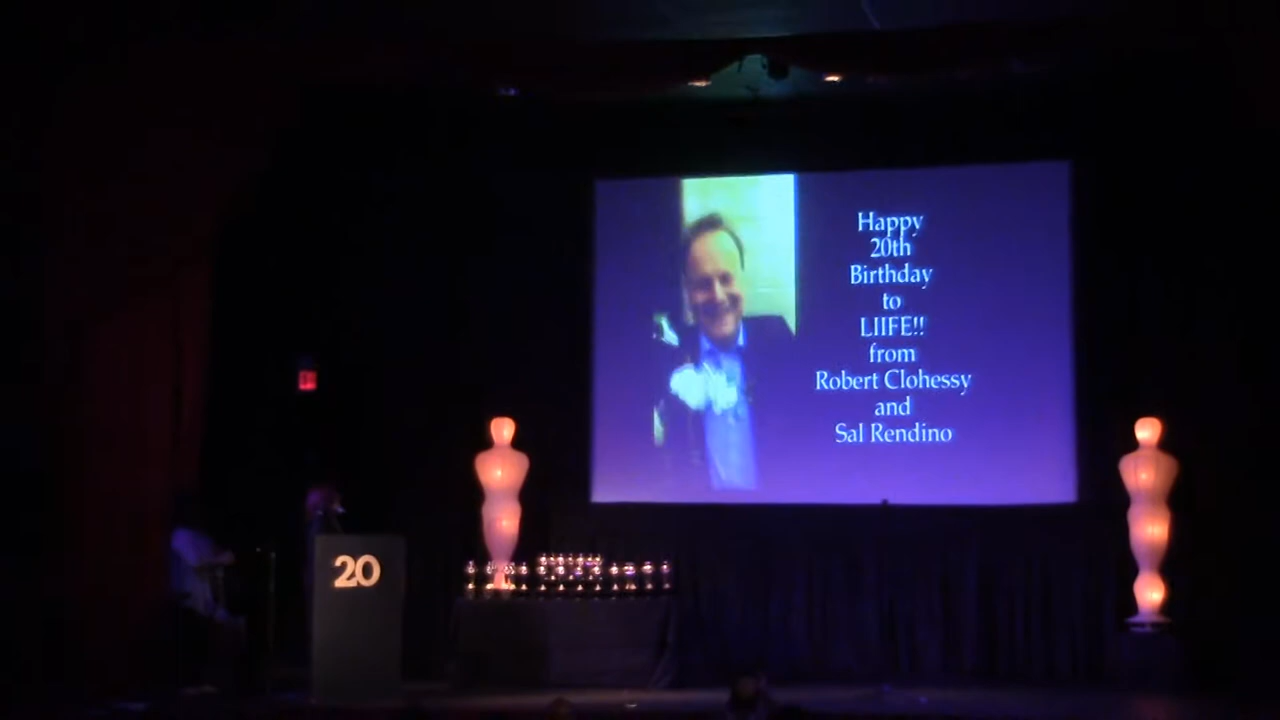 Happy
20th
Birthday
to
LIIFE!!
from
Robert Clohessy
and
Sal Rendino
20